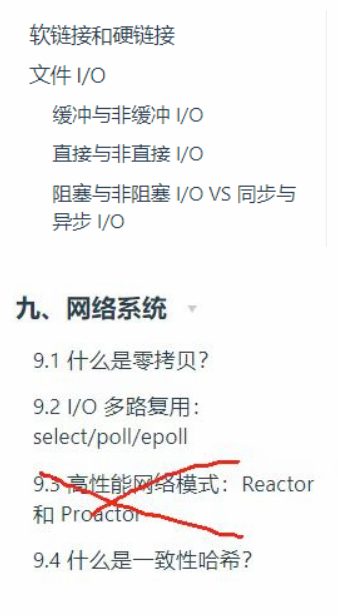 软链接和硬链接
文件 I/O
缓冲与非缓冲 I/O
直接与非直接 I/O
阻塞与非阻塞 I/O VS 同步与
异步 I/O
九、网络系统
9.1 什么是零拷贝？
9.2 I/O 多路复用：
select/poll/epoll
9.3 高性能网络模式：Reactor
和 Proactor
9.4 什么是一致性哈希？